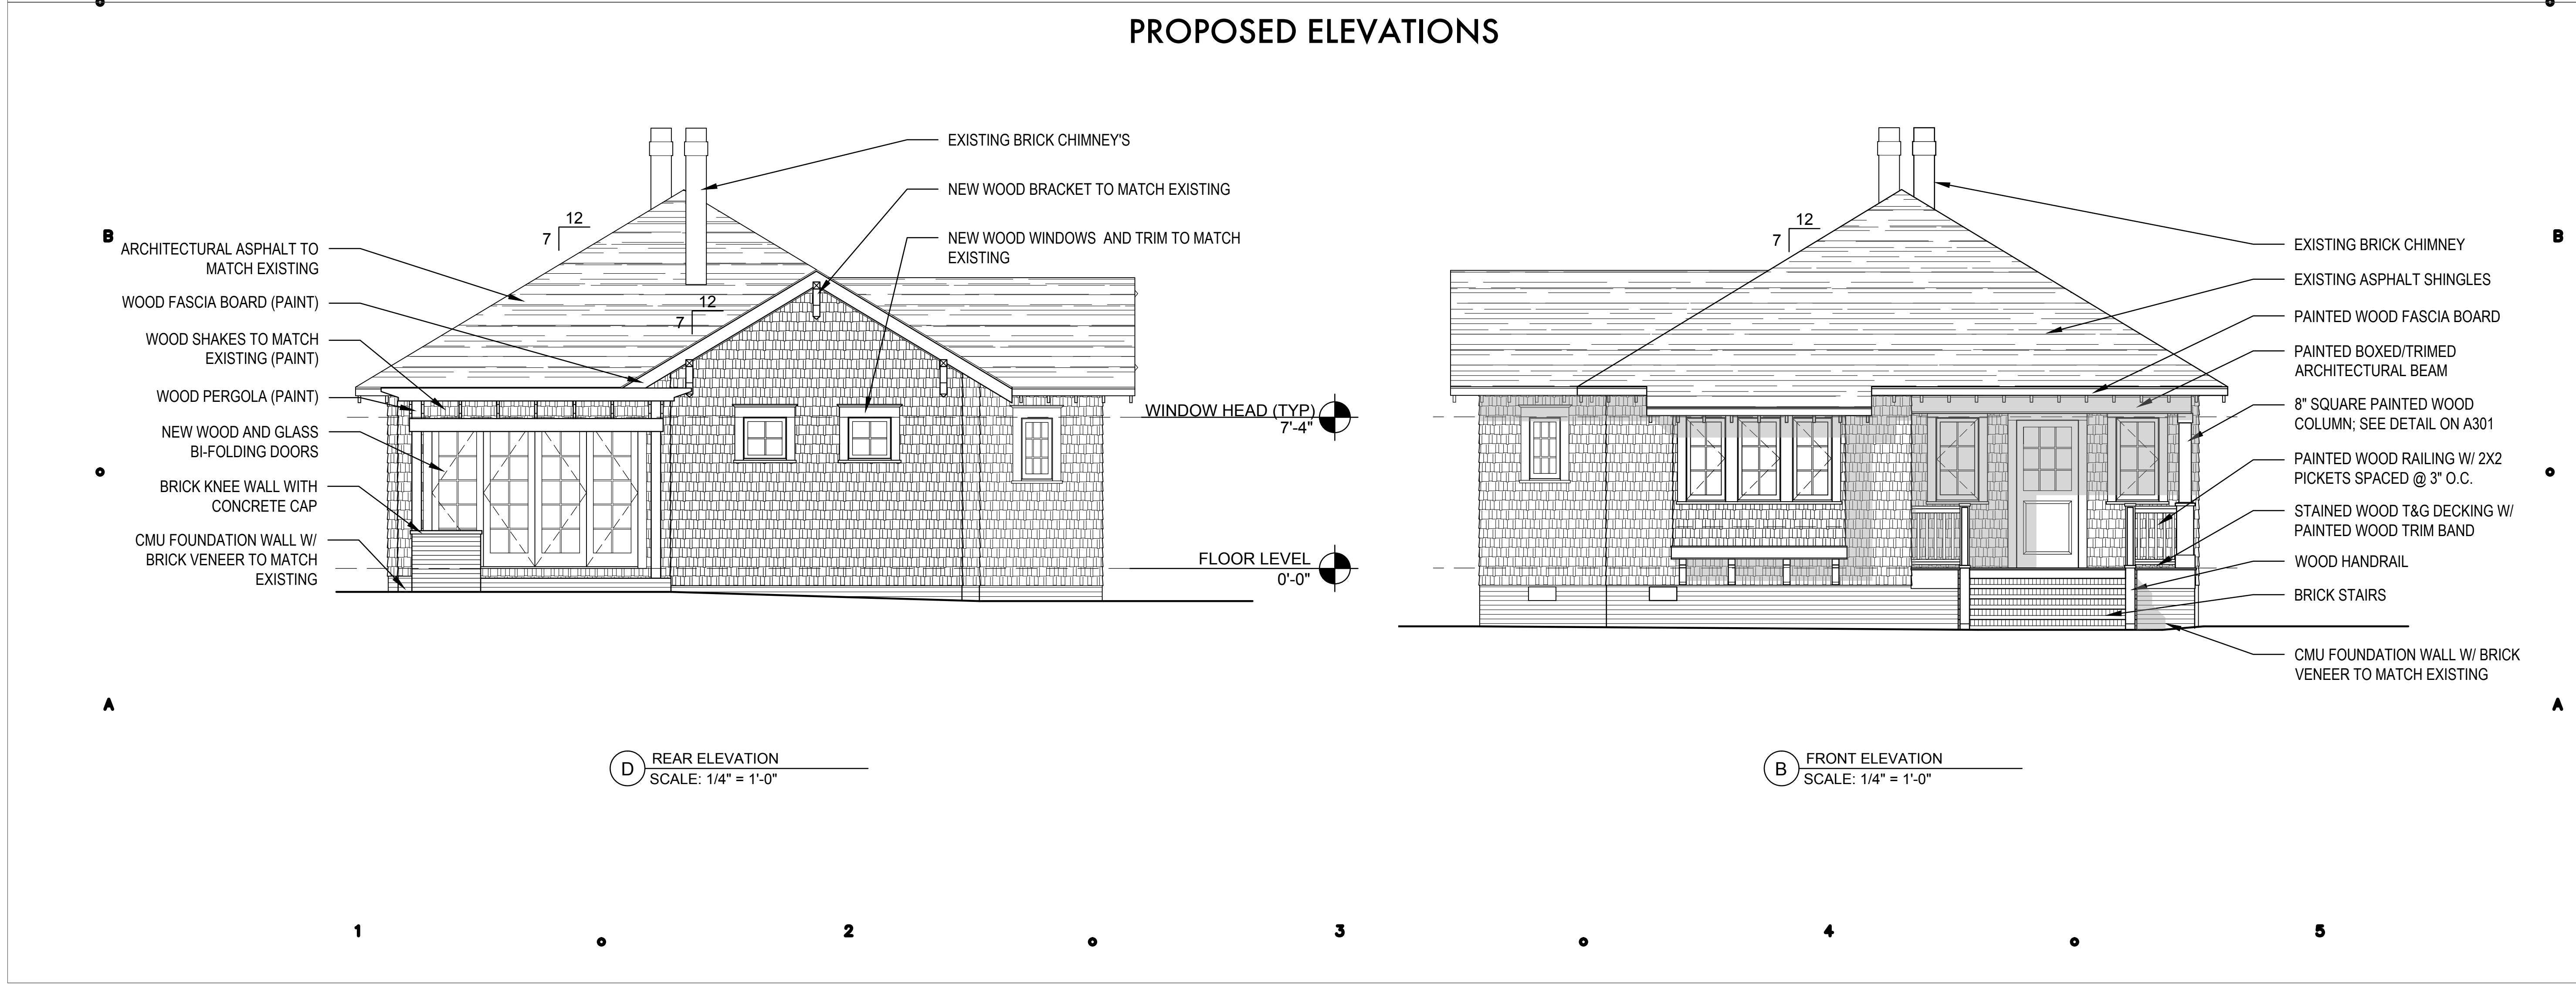 PROPOSED ELEVATIONS
EXISTING BRICK CHIMNEY'S
NEW WOOD BRACKET TO MATCH EXISTING
NEW WOOD WINDOWS AND TRIM TO MATCH
EXISTING
12
7
12
7
B
ARCHITECTURAL ASPHALT TO
MATCH EXISTING
WOOD FASCIA BOARD (PAINT)
WOOD SHAKES TO MATCH
EXISTING (PAINT)
WOOD PERGOLA (PAINT)
NEW WOOD AND GLASS
BI-FOLDING DOORS
BRICK KNEE WALL WITH
CONCRETE CAP
CMU FOUNDATION WALL W/
BRICK VENEER TO MATCH
EXISTING
WINDOW HEAD (TYP)
7'-4"
FLOOR LEVEL
0'-0"
12
7
B
EXISTING BRICK CHIMNEY
EXISTING ASPHALT SHINGLES
PAINTED WOOD FASCIA BOARD
PAINTED BOXED/TRIMED
ARCHITECTURAL BEAM
8" SQUARE PAINTED WOOD
COLUMN; SEE DETAIL ON A301
PAINTED WOOD RAILING W/ 2X2
PICKETS SPACED @ 3" O.C.
STAINED WOOD T&G DECKING W/
PAINTED WOOD TRIM BAND
WOOD HANDRAIL
BRICK STAIRS
CMU FOUNDATION WALL W/ BRICK
VENEER TO MATCH EXISTING
A
A
D
REAR ELEVATION
SCALE: 1/4" = 1'-0"
B
FRONT ELEVATION
SCALE: 1/4" = 1'-0"
1
2
3
4
5